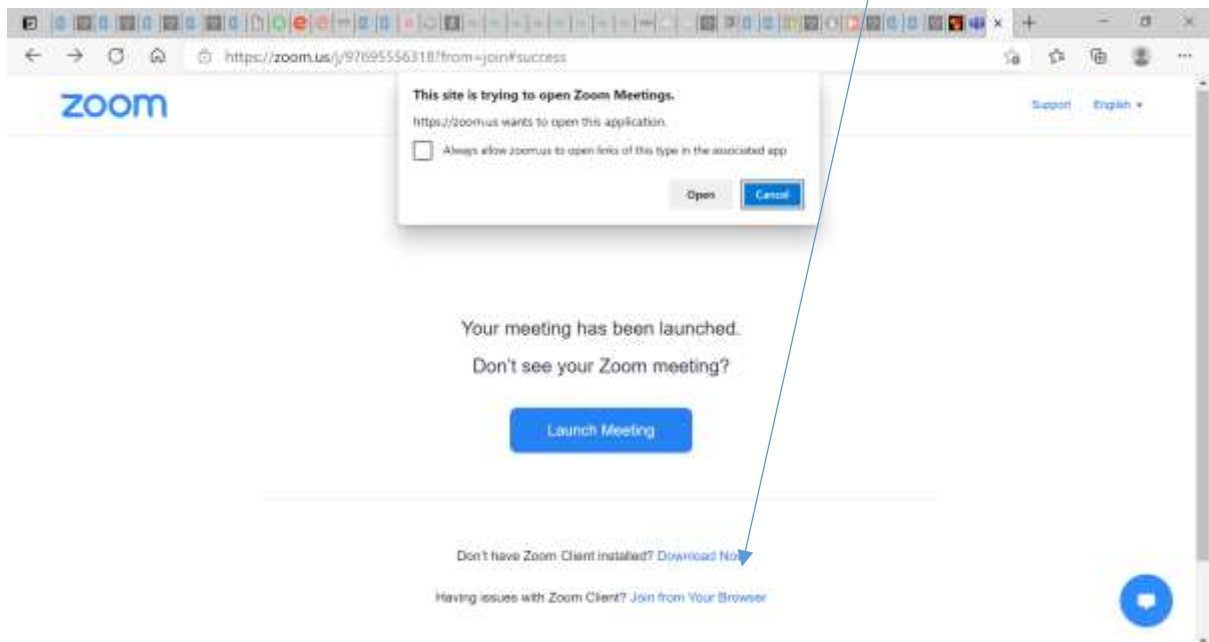 https://zoom.us/j/97695556318?from=join#success
zoom
Support English
This site is trying to open Zoom Meetings.
https://zoom.us wants to open this application.
Always allow zoom.us to open links of this type in the associated app
Open Cancel
Your meeting has been launched.
Don't see your Zoom meeting?
Launch Meeting
Don't have Zoom Client installed? Download Now
Having issues with Zoom Client? Join from Your Browser